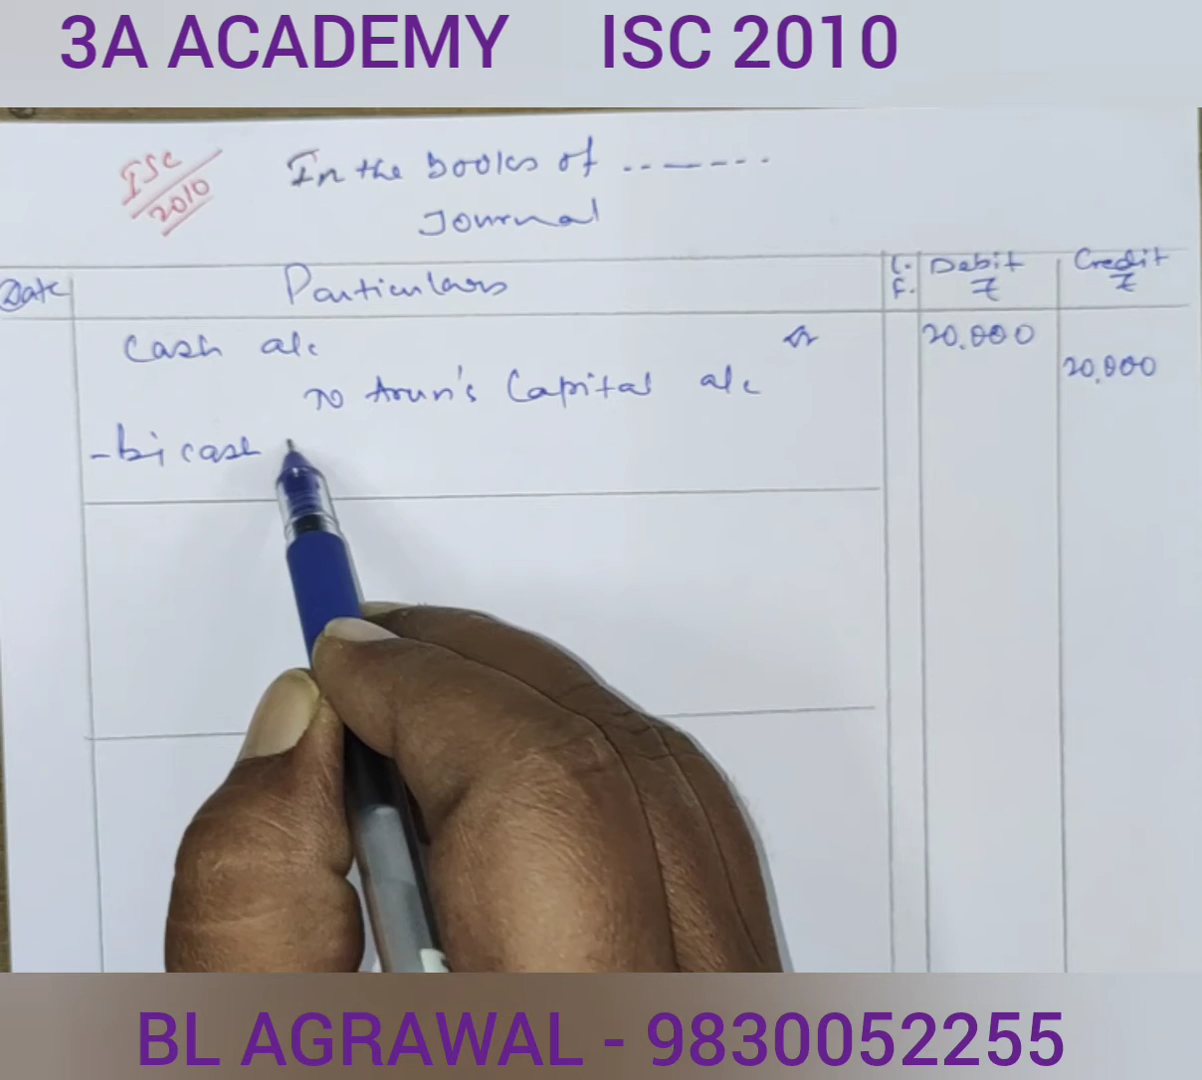 3A ACADEMY ISC 2010
ISC
2010
In the books of .. - — - - - .
Journal
Date Particulars L. F. Debit ₹ Credit ₹
Cash a/c Dr 20,000
To Arun's Capital a/c 20,000
-bi cash
BL AGRAWAL - 9830052255